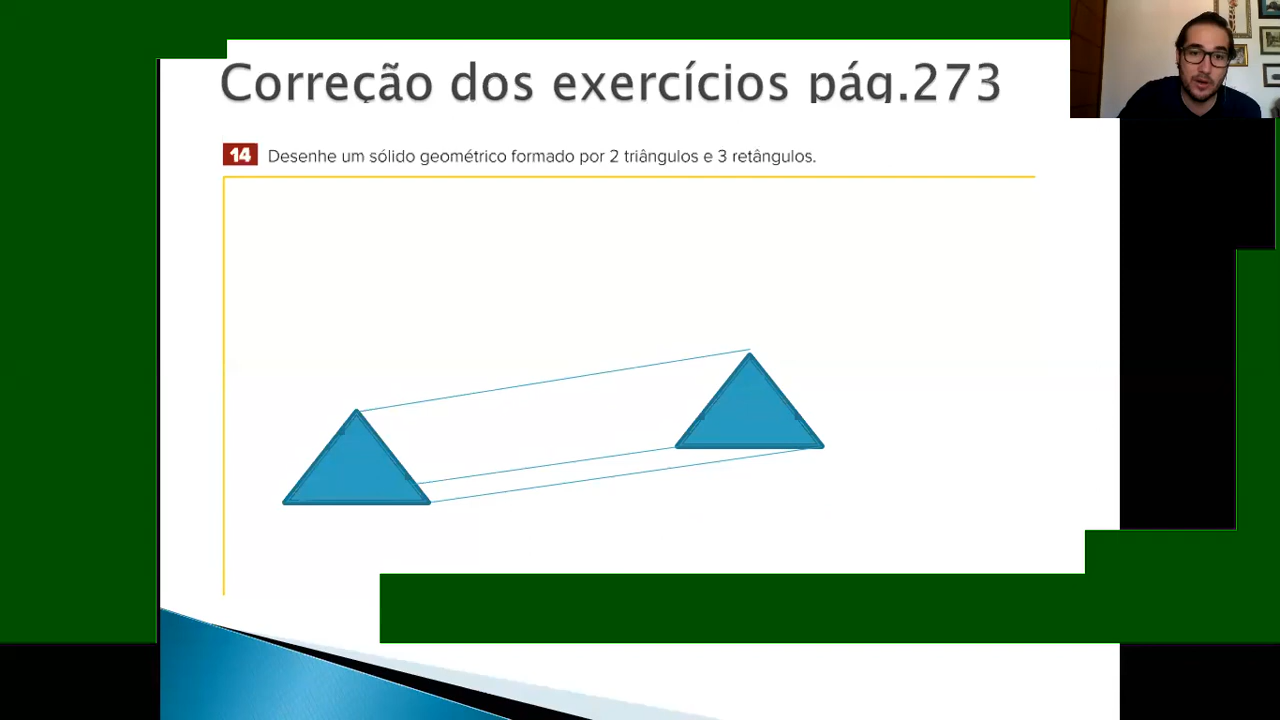 Correção dos exercícios pág.273
14 Desenhe um sólido geométrico formado por 2 triângulos e 3 retângulos.